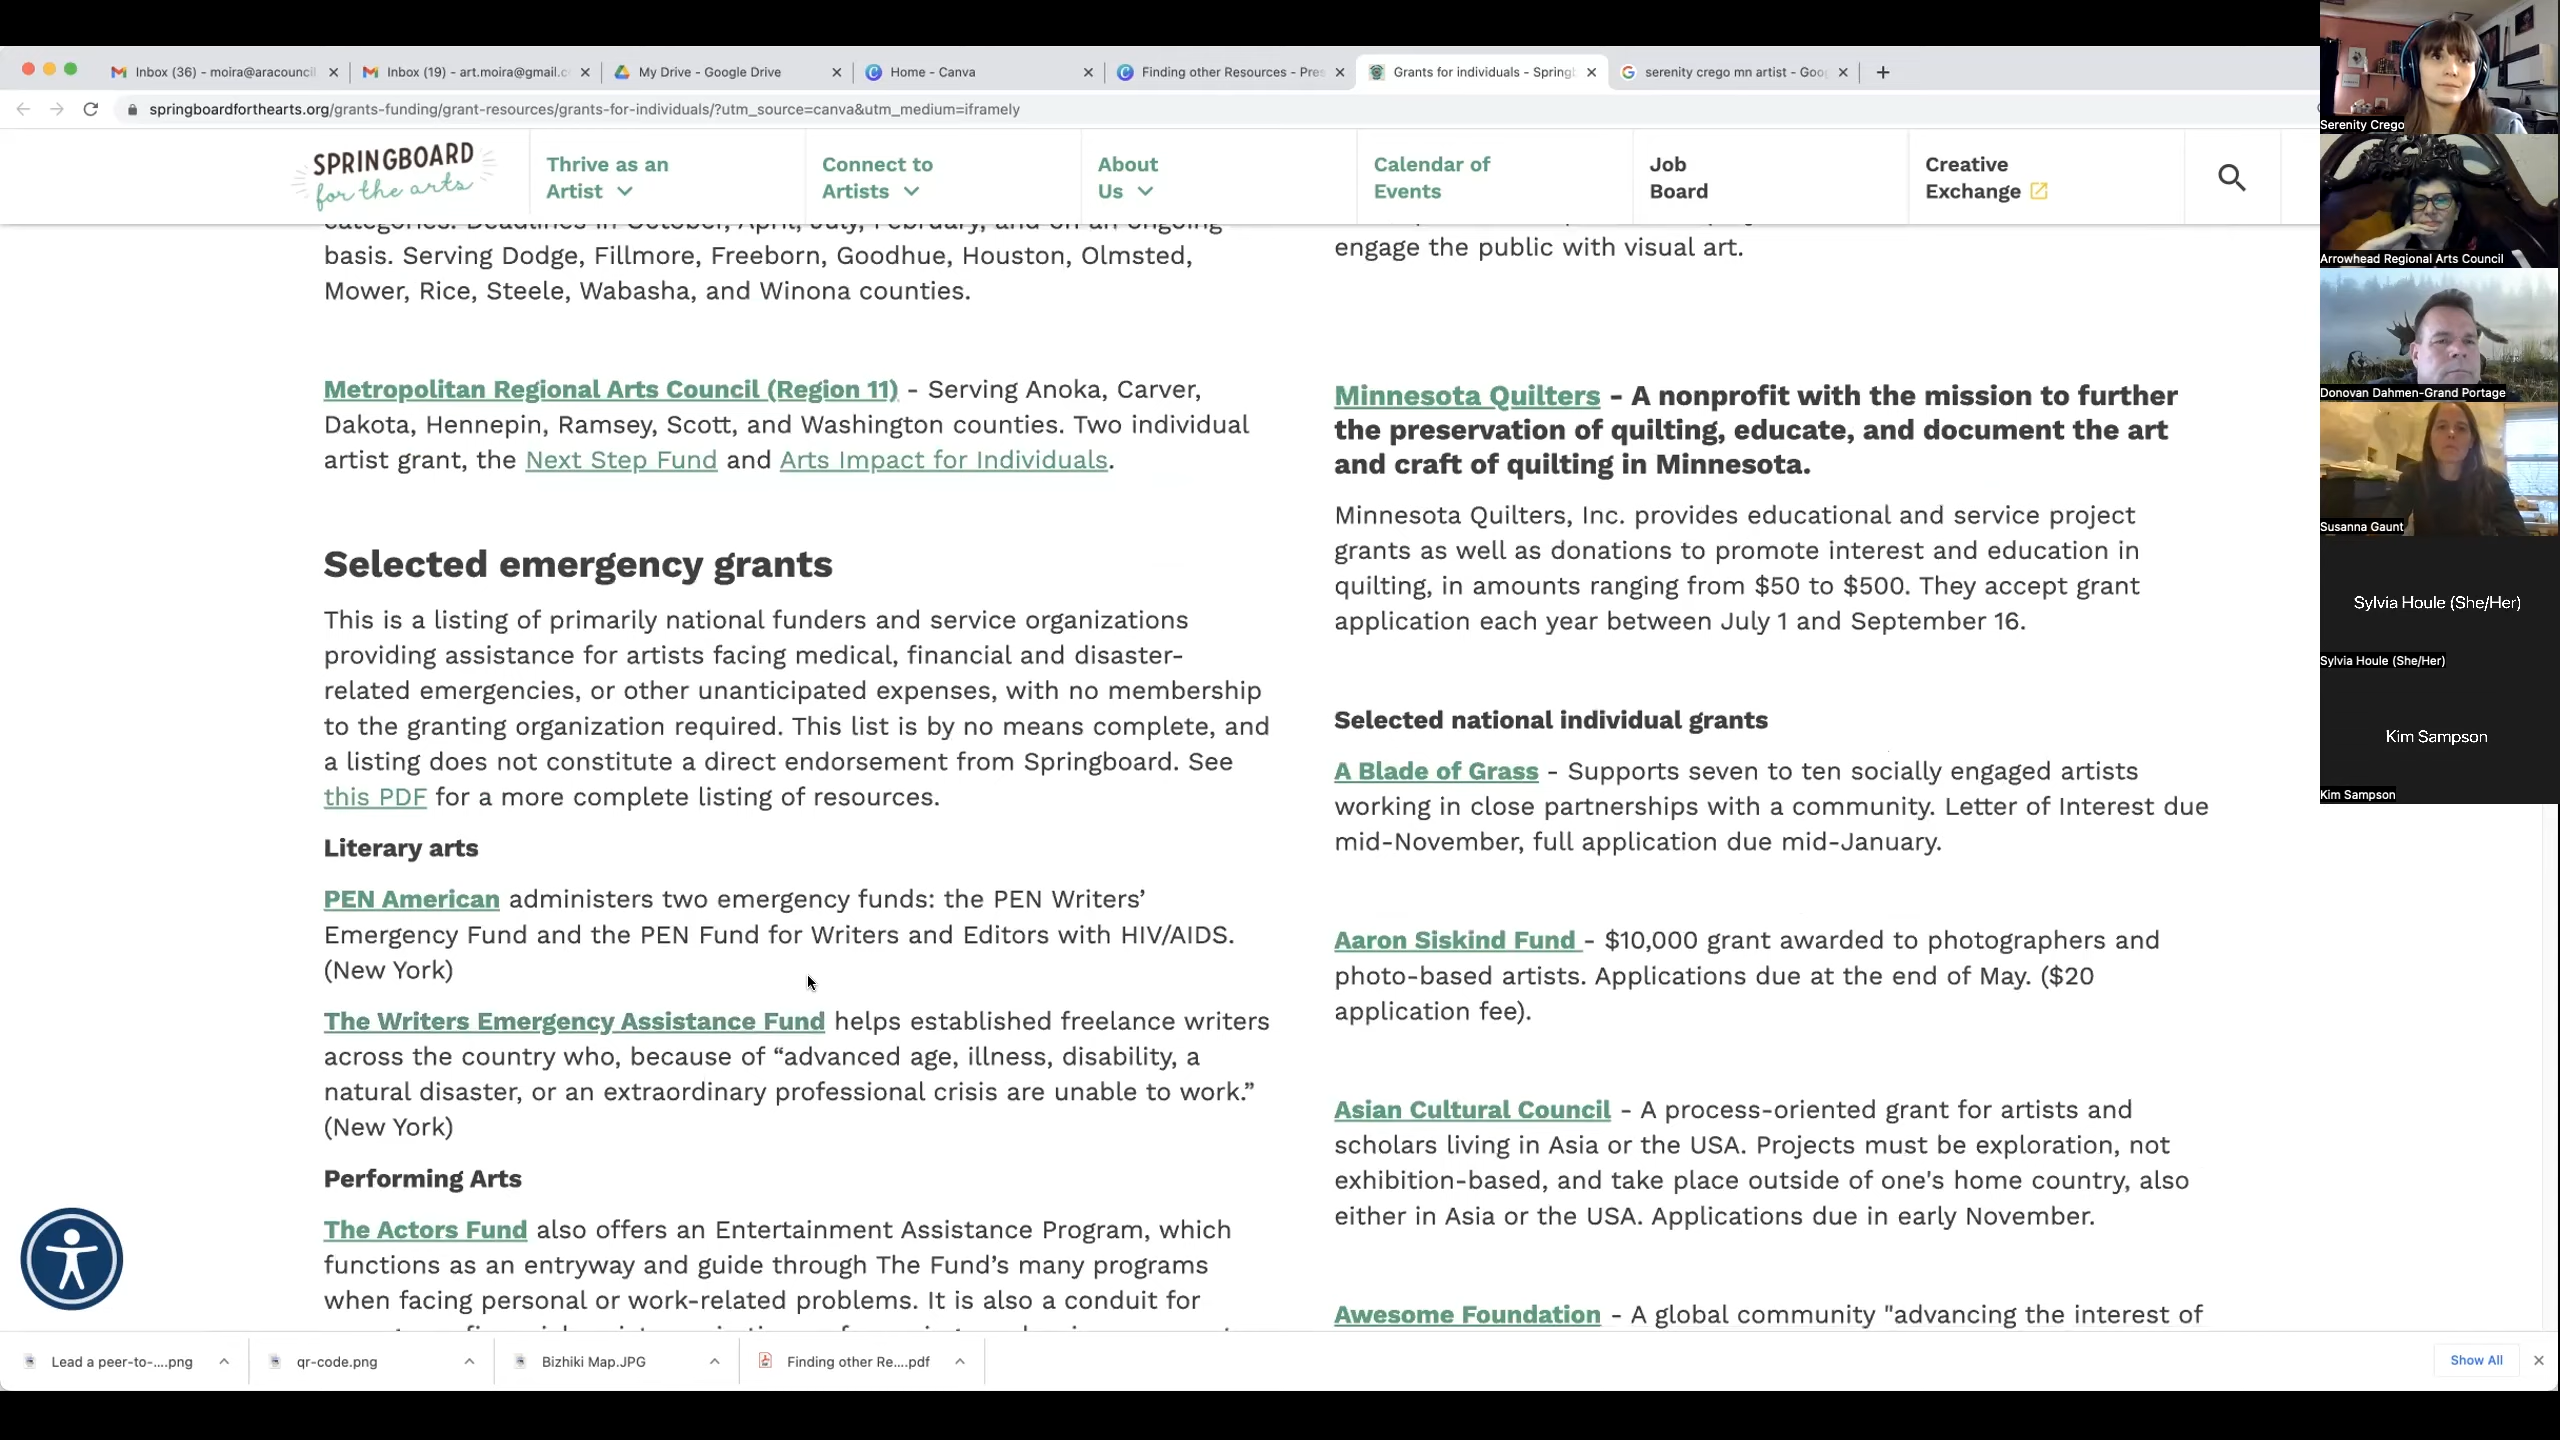 Inbox (36) - moira@aracouncil
Inbox (19) - art.moira@gmail.c
My Drive - Google Drive
Home - Canva
Finding other Resources - Pres
Grants for individuals - Springb
serenity crego mn artist - Goog
springboardforthearts.org/grants-funding/grant-resources/grants-for-individuals/?utm_source=canva&utm_medium=iframely
SPRINGBOARD
for the arts
Thrive as an
Artist
Connect to
Artists
About
Us
Calendar of
Events
Job
Board
Creative
Exchange
categories. Deadlines in October, April, July, February, and on an ongoing
basis. Serving Dodge, Fillmore, Freeborn, Goodhue, Houston, Olmsted,
Mower, Rice, Steele, Wabasha, and Winona counties.
Metropolitan Regional Arts Council (Region 11) - Serving Anoka, Carver,
Dakota, Hennepin, Ramsey, Scott, and Washington counties. Two individual
artist grant, the Next Step Fund and Arts Impact for Individuals.
Selected emergency grants
This is a listing of primarily national funders and service organizations
providing assistance for artists facing medical, financial and disaster-
related emergencies, or other unanticipated expenses, with no membership
to the granting organization required. This list is by no means complete, and
a listing does not constitute a direct endorsement from Springboard. See
this PDF for a more complete listing of resources.
Literary arts
PEN American administers two emergency funds: the PEN Writers’
Emergency Fund and the PEN Fund for Writers and Editors with HIV/AIDS.
(New York)
The Writers Emergency Assistance Fund helps established freelance writers
across the country who, because of “advanced age, illness, disability, a
natural disaster, or an extraordinary professional crisis are unable to work.”
(New York)
Performing Arts
The Actors Fund also offers an Entertainment Assistance Program, which
functions as an entryway and guide through The Fund’s many programs
when facing personal or work-related problems. It is also a conduit for
engage the public with visual art.
Minnesota Quilters - A nonprofit with the mission to further
the preservation of quilting, educate, and document the art
and craft of quilting in Minnesota.
Minnesota Quilters, Inc. provides educational and service project
grants as well as donations to promote interest and education in
quilting, in amounts ranging from $50 to $500. They accept grant
application each year between July 1 and September 16.
Selected national individual grants
A Blade of Grass - Supports seven to ten socially engaged artists
working in close partnerships with a community. Letter of Interest due
mid-November, full application due mid-January.
Aaron Siskind Fund - $10,000 grant awarded to photographers and
photo-based artists. Applications due at the end of May. ($20
application fee).
Asian Cultural Council - A process-oriented grant for artists and
scholars living in Asia or the USA. Projects must be exploration, not
exhibition-based, and take place outside of one's home country, also
either in Asia or the USA. Applications due in early November.
Awesome Foundation - A global community "advancing the interest of
Serenity Crego
Arrowhead Regional Arts Council
Donovan Dahmen-Grand Portage
Susanna Gaunt
Sylvia Houle (She/Her)
Sylvia Houle (She/Her)
Kim Sampson
Kim Sampson
Lead a peer-to-....png
qr-code.png
Bizhiki Map.JPG
Finding other Re....pdf
Show All